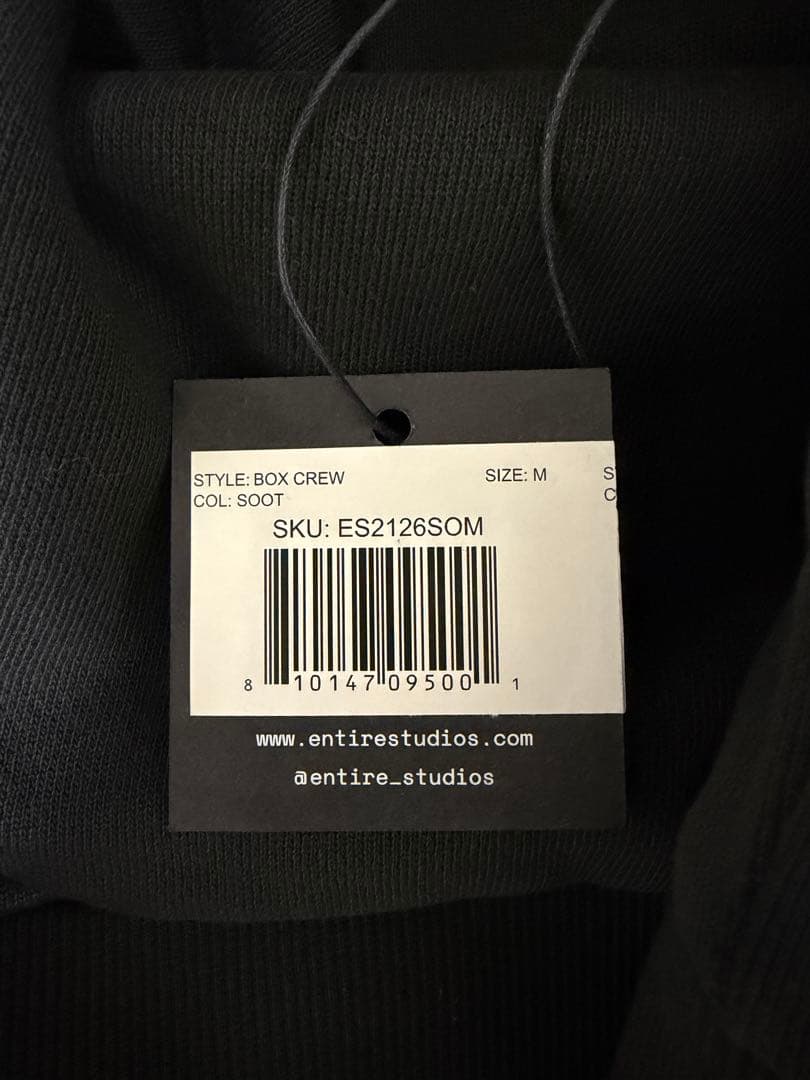 STYLE: BOX CREW SIZE: M S
COL: SOOT C
SKU: ES2126SOM
8 10147 09500 1
www.entirestudios.com
@entire_studios